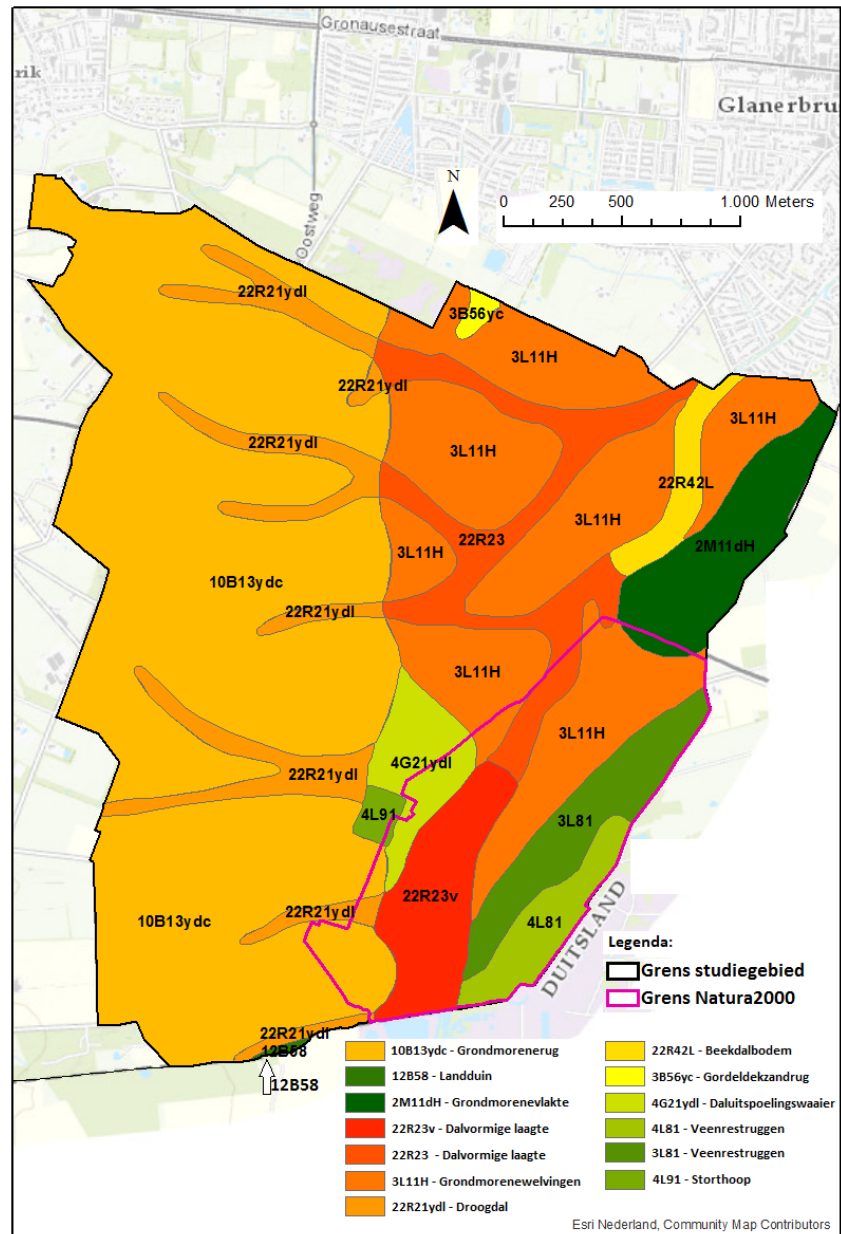 Gronausestraat
rik
Glanerbru
Oostweg
N
0 250 500 1.000 Meters
22R21ydl
3B56yc
3L11H
22R21ydl
3L11H
22R21ydl
3L11H
22R42L
3L11H
22R23
2M11dH
3L11H
10B13ydc
22R21ydl
3L11H
3L11H
4G21ydl
22R21ydl
4L91
3L81
22R23v
10B13ydc
22R21ydl
4L81
DUITSLAND
22R21ydl
12B58
12B58
Legenda:
Grens studiegebied
Grens Natura2000
10B13ydc - Grondmorenerug
12B58 - Landduin
2M11dH - Grondmorenevlakte
22R23v - Dalvormige laagte
22R23 - Dalvormige laagte
3L11H - Grondmorenewelvingen
22R21ydl - Droogdal
22R42L - Beekdalbodem
3B56yc - Gordeldekzandrug
4G21ydl - Daluitspoelingswaaier
4L81 - Veenrestruggen
3L81 - Veenrestruggen
4L91 - Storthoop
Esri Nederland, Community Map Contributors